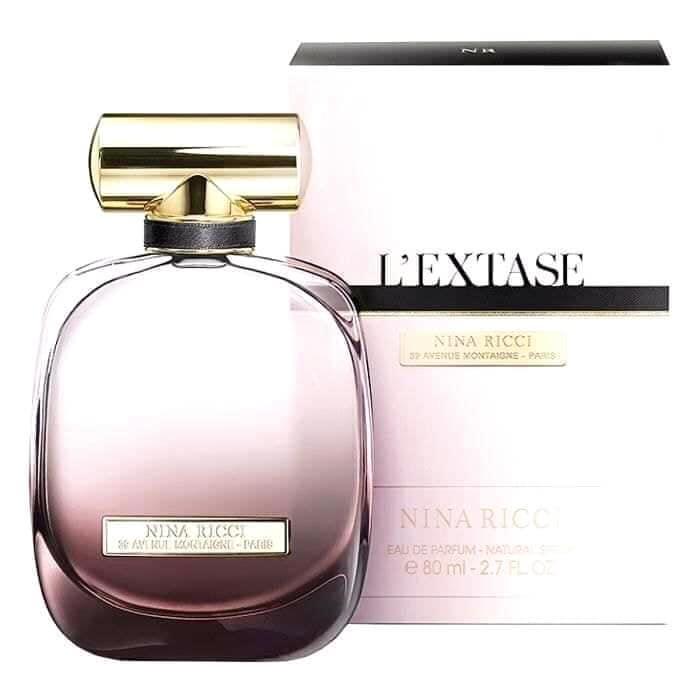 NR
L'EXTASE
NINA RICCI
39 AVENUE MONTAIGNE - PARIS
NINA RICCI
39 AVENUE MONTAIGNE - PARIS
NINA RICCI
EAU DE PARFUM - NATURAL SPRAY
e 80 ml - 2.7 FL. OZ